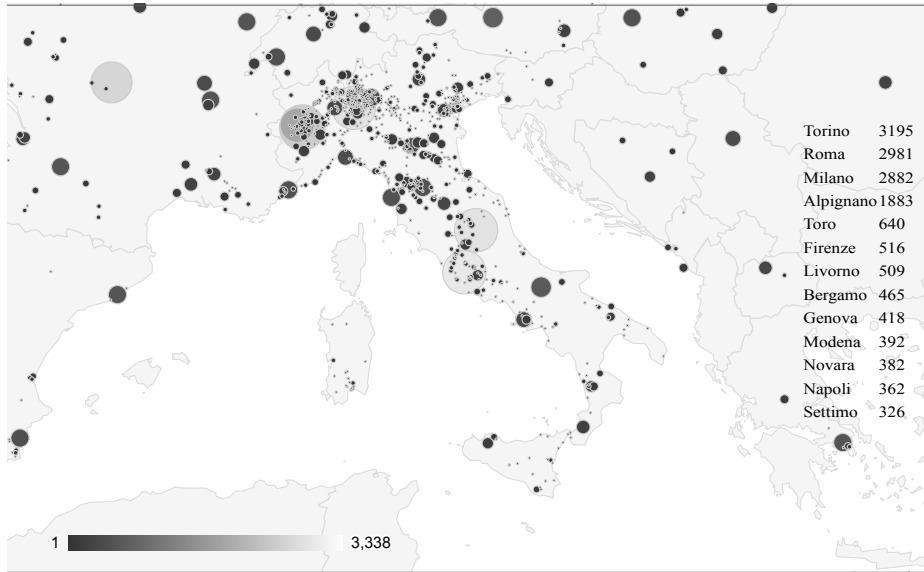 Torino 3195
Roma 2981
Milano 2882
Alpignano 1883
Toro 640
Firenze 516
Livorno 509
Bergamo 465
Genova 418
Modena 392
Novara 382
Napoli 362
Settimo 326
1 3,338